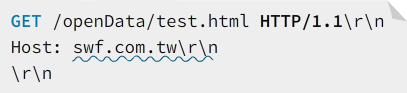 GET /openData/test.html HTTP/1.1\r\n
Host: swf.com.tw\r\n
\r\n